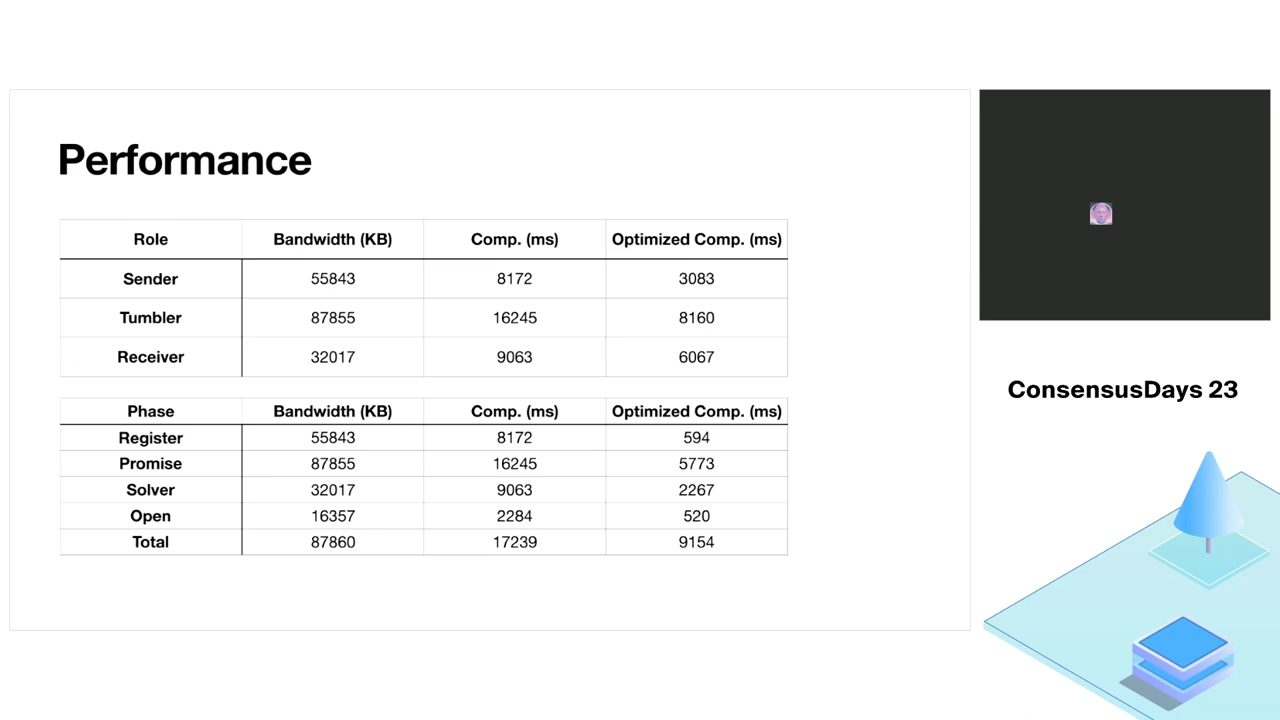 Performance
Role Bandwidth (KB) Comp. (ms) Optimized Comp. (ms)
Sender 55843 8172 3083
Tumbler 87855 16245 8160
Receiver 32017 9063 6067
Phase Bandwidth (KB) Comp. (ms) Optimized Comp. (ms)
Register 55843 8172 594
Promise 87855 16245 5773
Solver 32017 9063 2267
Open 16357 2284 520
Total 87860 17239 9154
ConsensusDays 23